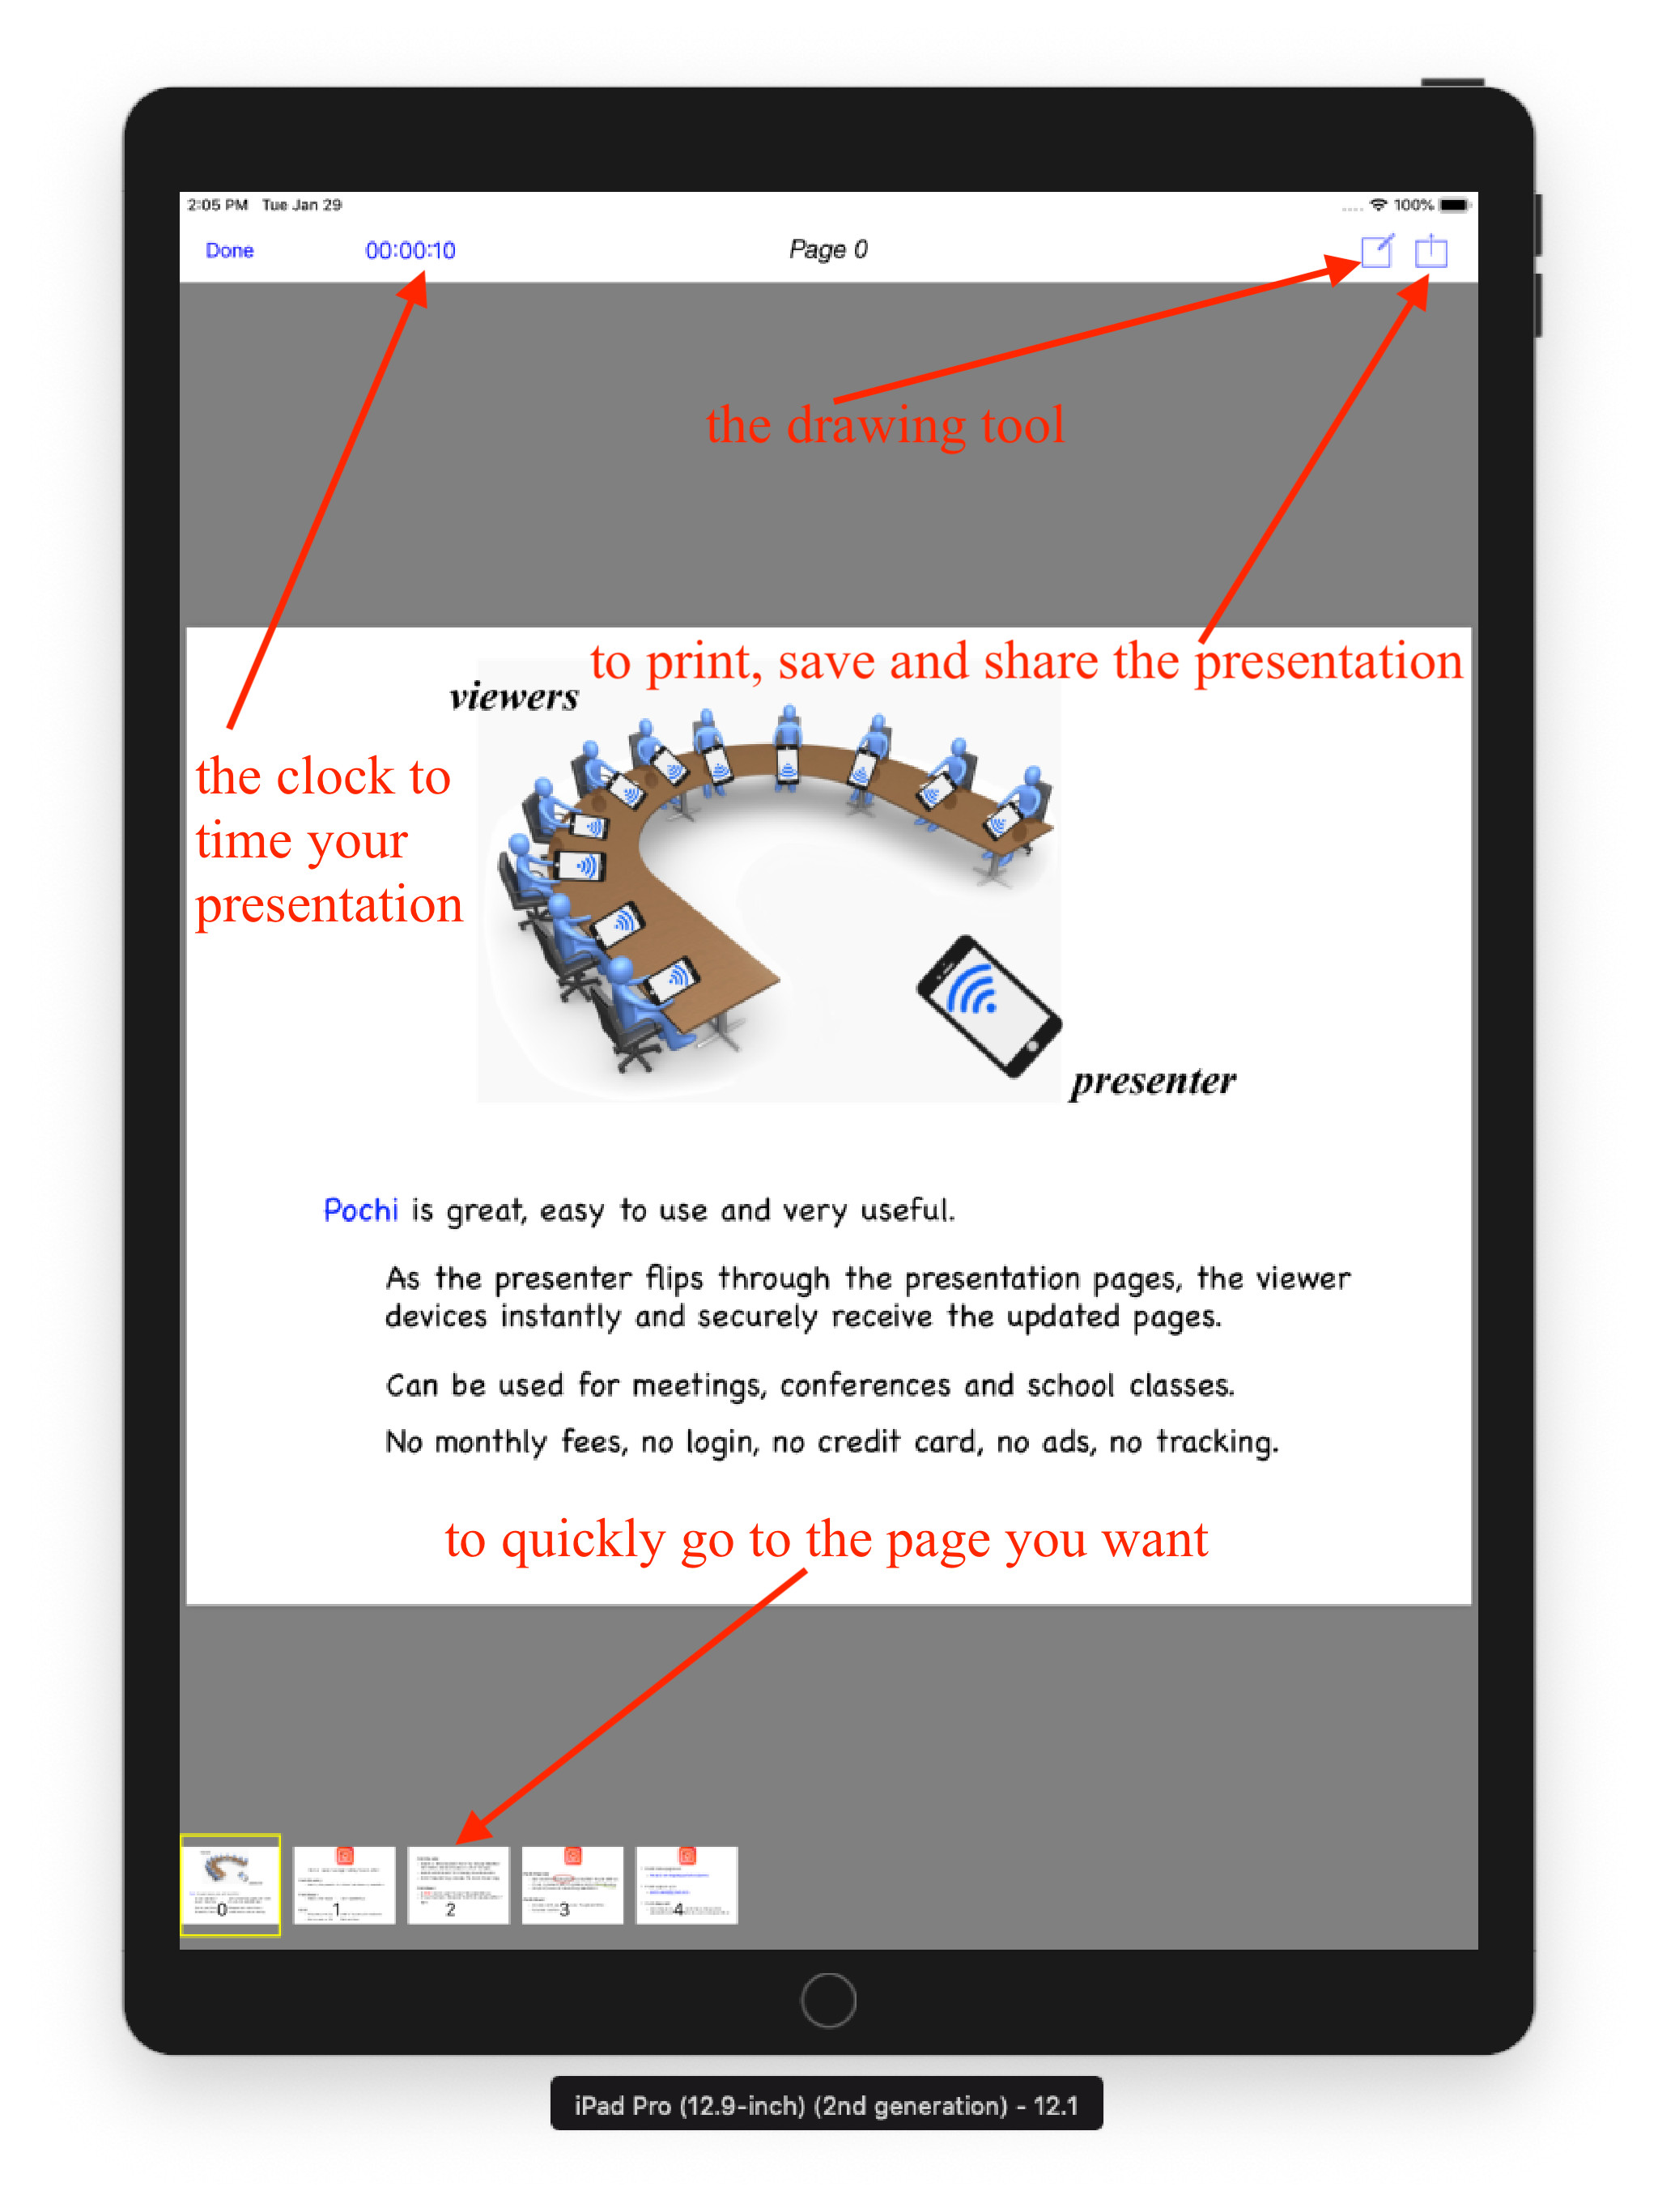 2:05 PM Tue Jan 29
100%
Done
00:00:10
Page 0
the drawing tool
to print, save and share the presentation
viewers
the clock to
time your
presentation
presenter
Pochi is great, easy to use and very useful.
As the presenter flips through the presentation pages, the viewer
devices instantly and securely receive the updated pages.
Can be used for meetings, conferences and school classes.
No monthly fees, no login, no credit card, no ads, no tracking.
to quickly go to the page you want
0
1
2
3
4
iPad Pro (12.9-inch) (2nd generation) - 12.1